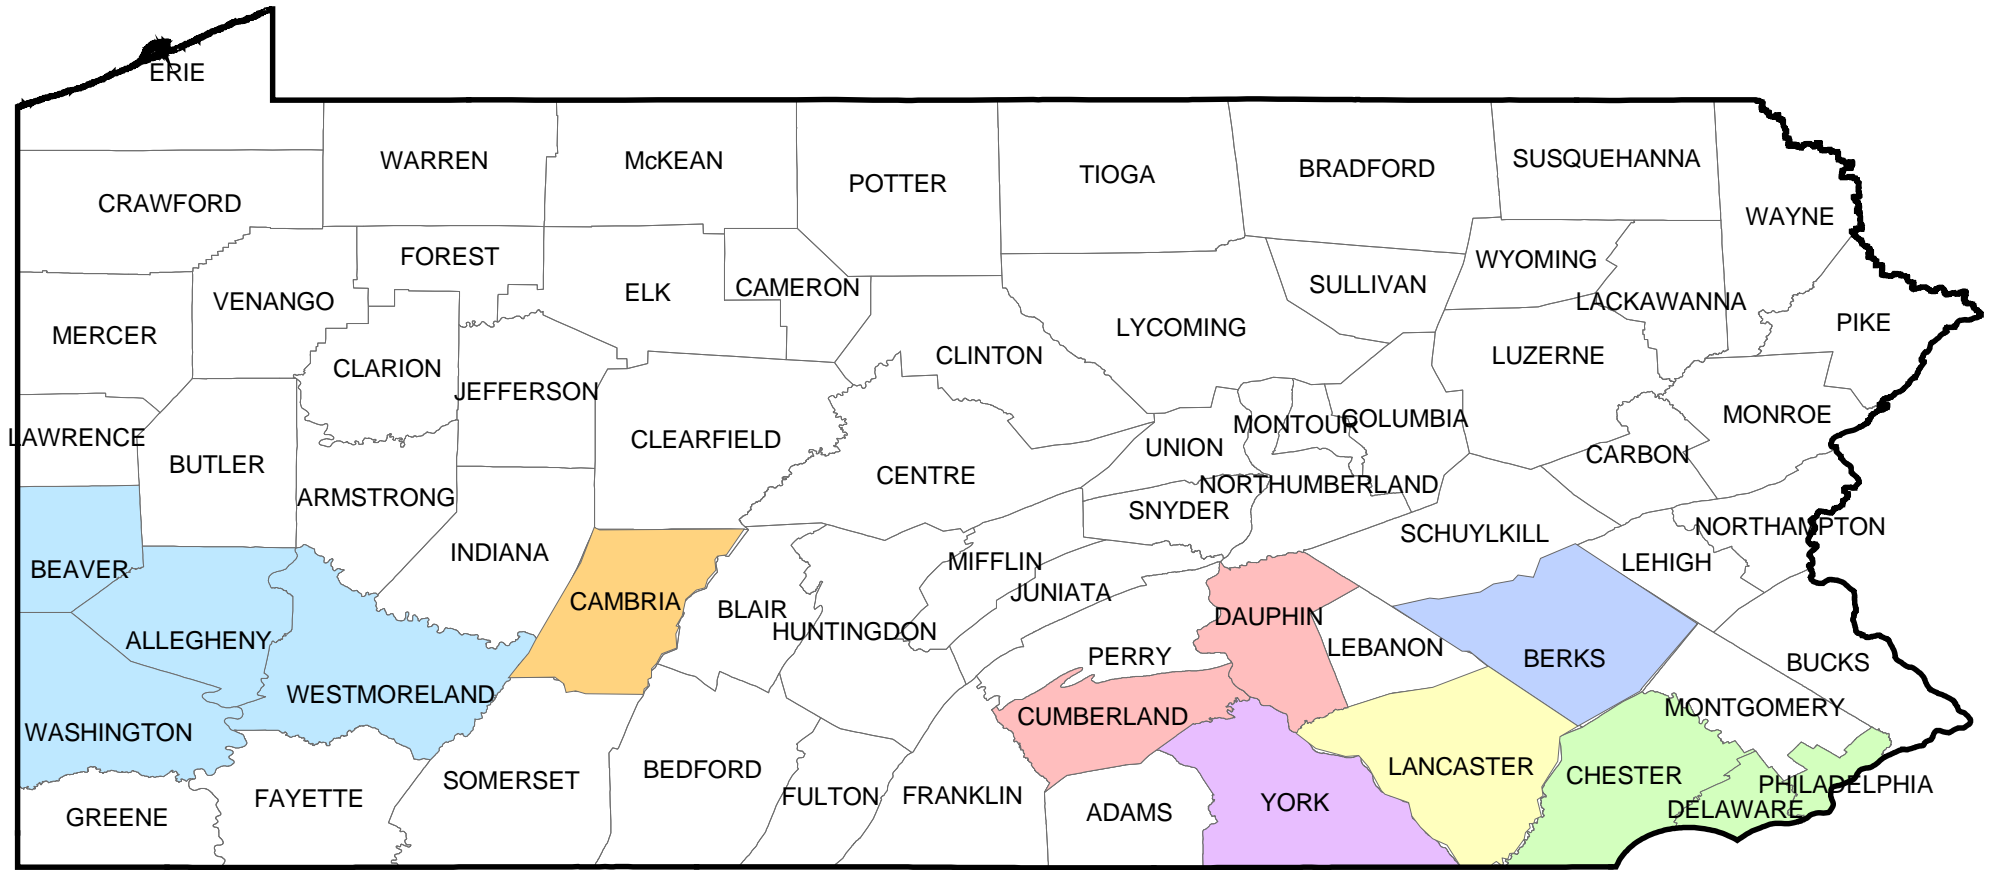 ERIE
WARREN
McKEAN
POTTER
TIOGA
BRADFORD
SUSQUEHANNA
WAYNE
CRAWFORD
FOREST
ELK
CAMERON
SULLIVAN
WYOMING
LACKAWANNA
PIKE
VENANGO
MERCER
CLARION
JEFFERSON
CLINTON
LYCOMING
LUZERNE
MONROE
LAWRENCE
BUTLER
ARMSTRONG
CLEARFIELD
CENTRE
UNION
MONTOUR
COLUMBIA
CARBON
SNYDER
NORTHUMBERLAND
SCHUYLKILL
NORTHAMPTON
LEHIGH
BEAVER
INDIANA
CAMBRIA
BLAIR
HUNTINGDON
MIFFLIN
JUNIATA
DAUPHIN
LEBANON
BERKS
BUCKS
ALLEGHENY
WESTMORELAND
PERRY
CUMBERLAND
MONTGOMERY
WASHINGTON
SOMERSET
BEDFORD
FULTON
FRANKLIN
ADAMS
YORK
LANCASTER
CHESTER
PHILADELPHIA
DELAWARE
GREENE
FAYETTE